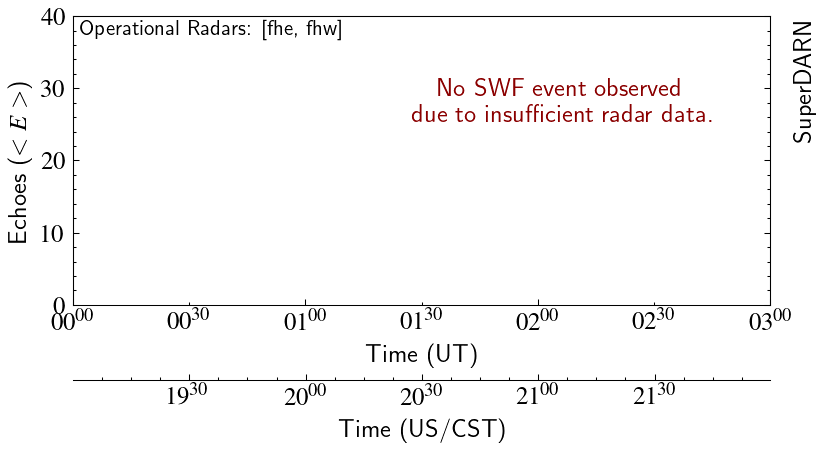 Operational Radars: [fhe, fhw]
No SWF event observed
due to insufficient radar data.
SuperDARN
Echoes (< E >)
40
30
20
10
0
00⁰⁰ 00³⁰ 01⁰⁰ 01³⁰ 02⁰⁰ 02³⁰ 03⁰⁰
Time (UT)
19³⁰ 20⁰⁰ 20³⁰ 21⁰⁰ 21³⁰
Time (US/CST)